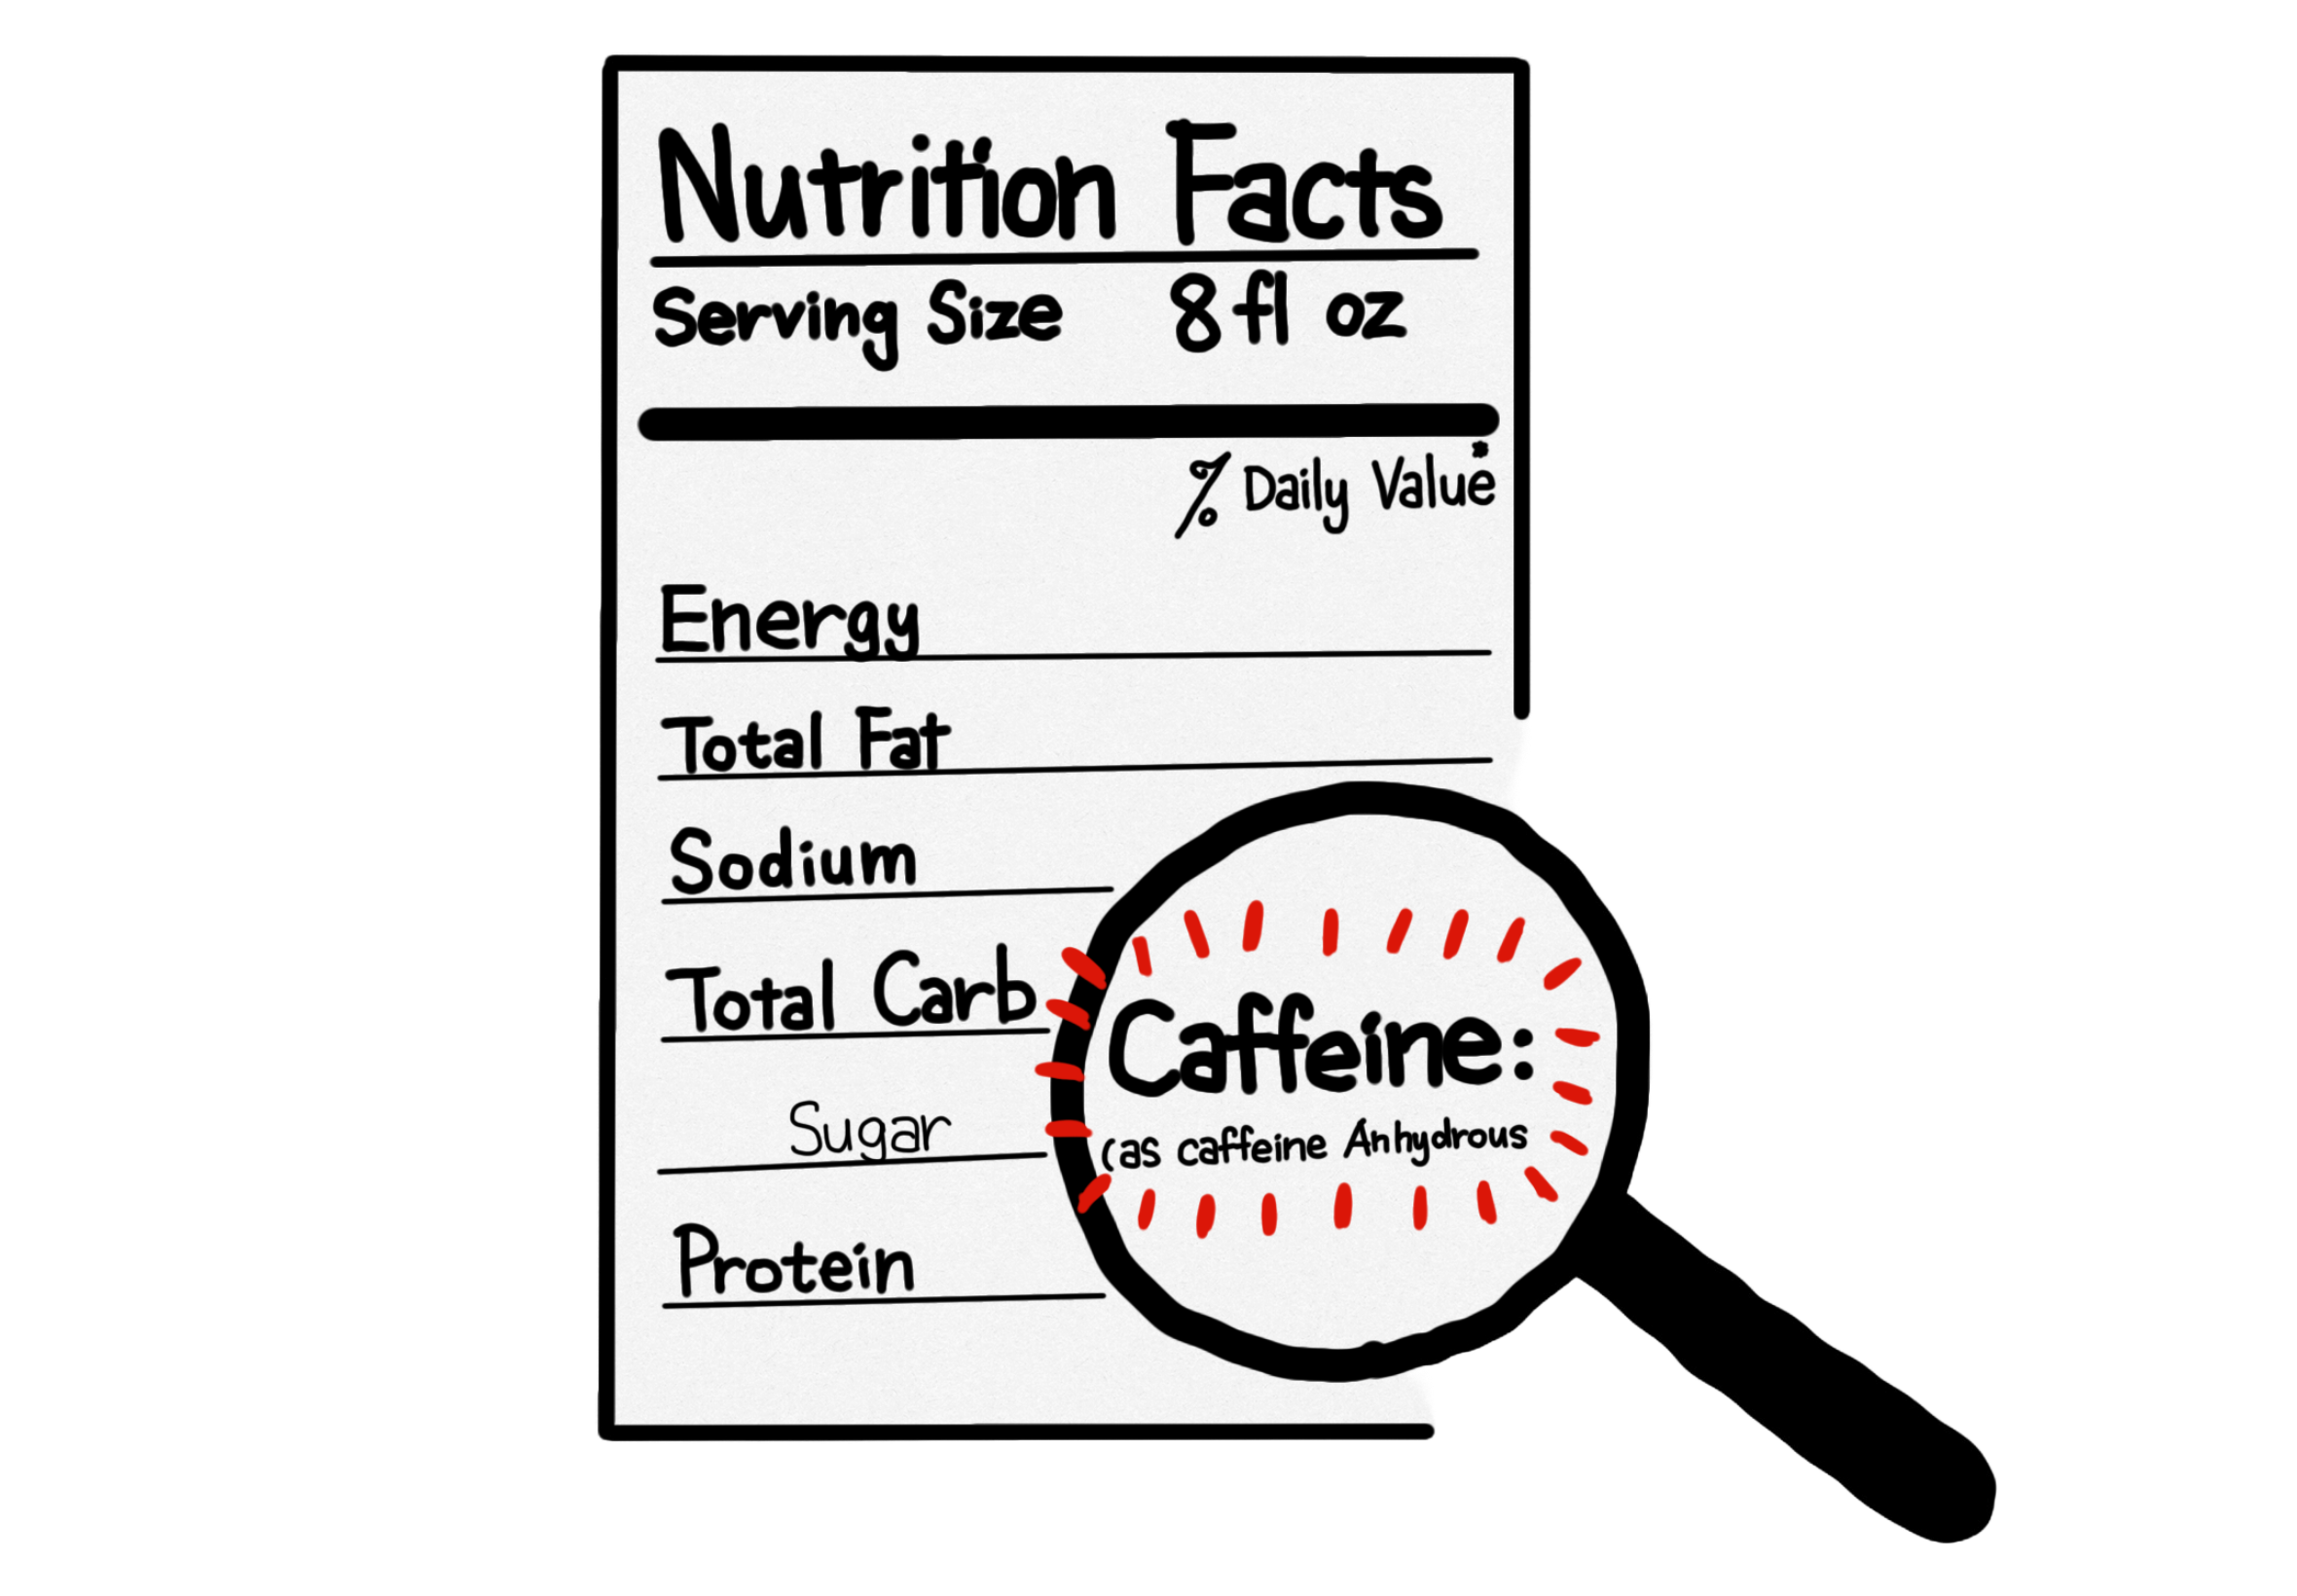 Nutrition Facts
Serving Size 8 fl oz
% Daily Value*
Energy
Total Fat
Sodium
Total Carb
Sugar
Protein
Caffeine:
(as caffeine Anhydrous